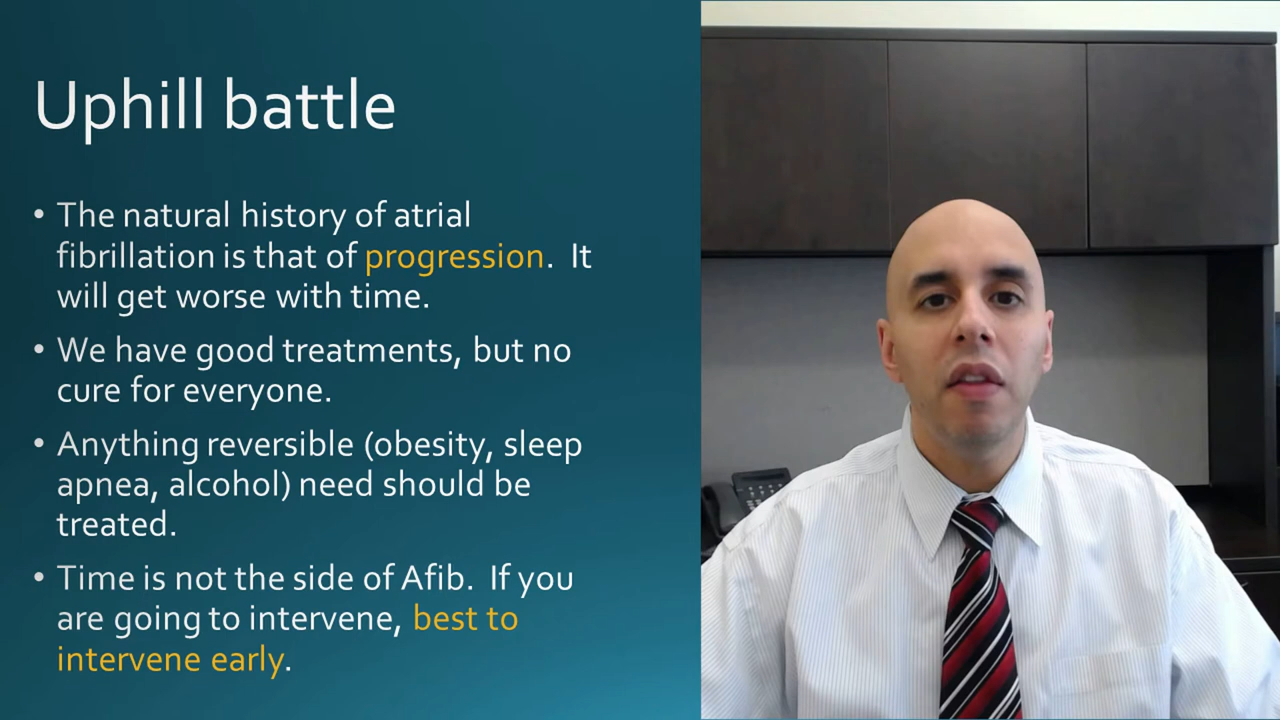 Uphill battle
• The natural history of atrial
fibrillation is that of progression. It
will get worse with time.
• We have good treatments, but no
cure for everyone.
• Anything reversible (obesity, sleep
apnea, alcohol) need should be
treated.
• Time is not the side of Afib. If you
are going to intervene, best to
intervene early.